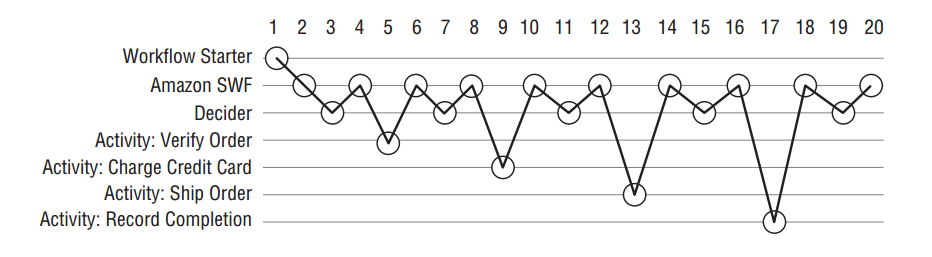 1 2 3 4 5 6 7 8 9 10 11 12 13 14 15 16 17 18 19 20
Workflow Starter
Amazon SWF
Decider
Activity: Verify Order
Activity: Charge Credit Card
Activity: Ship Order
Activity: Record Completion